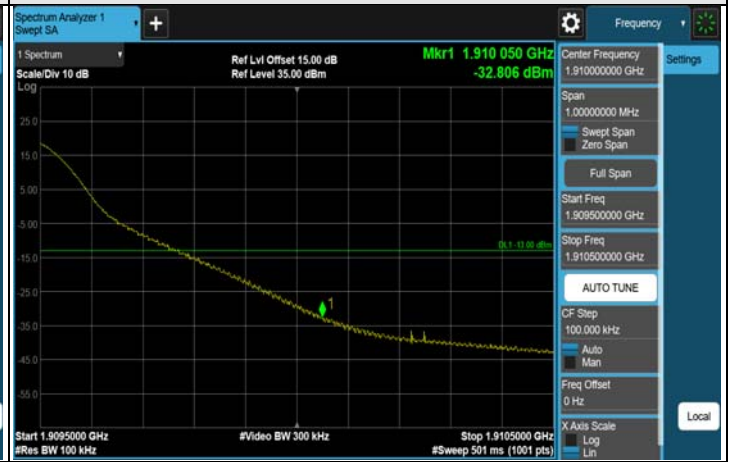 Spectrum Analyzer 1
Swept SA
+
Frequency
1 Spectrum
Scale/Div 10 dB
Ref Lvl Offset 15.00 dB
Ref Level 35.00 dBm
Mkr1 1.910 050 GHz
-32.806 dBm
Log
25.0
15.0
5.00
-5.00
-15.0
-25.0
-35.0
-45.0
-55.0
DL1 -13.00 dBm
1
Start 1.9095000 GHz
#Res BW 100 kHz
#Video BW 300 kHz
Stop 1.9105000 GHz
#Sweep 501 ms (1001 pts)
Center Frequency
1.910000000 GHz
Span
1.00000000 MHz
Swept Span
Zero Span
Full Span
Start Freq
1.909500000 GHz
Stop Freq
1.910500000 GHz
AUTO TUNE
CF Step
100.000 kHz
Auto
Man
Freq Offset
0 Hz
X Axis Scale
Log
Lin
Settings
Local